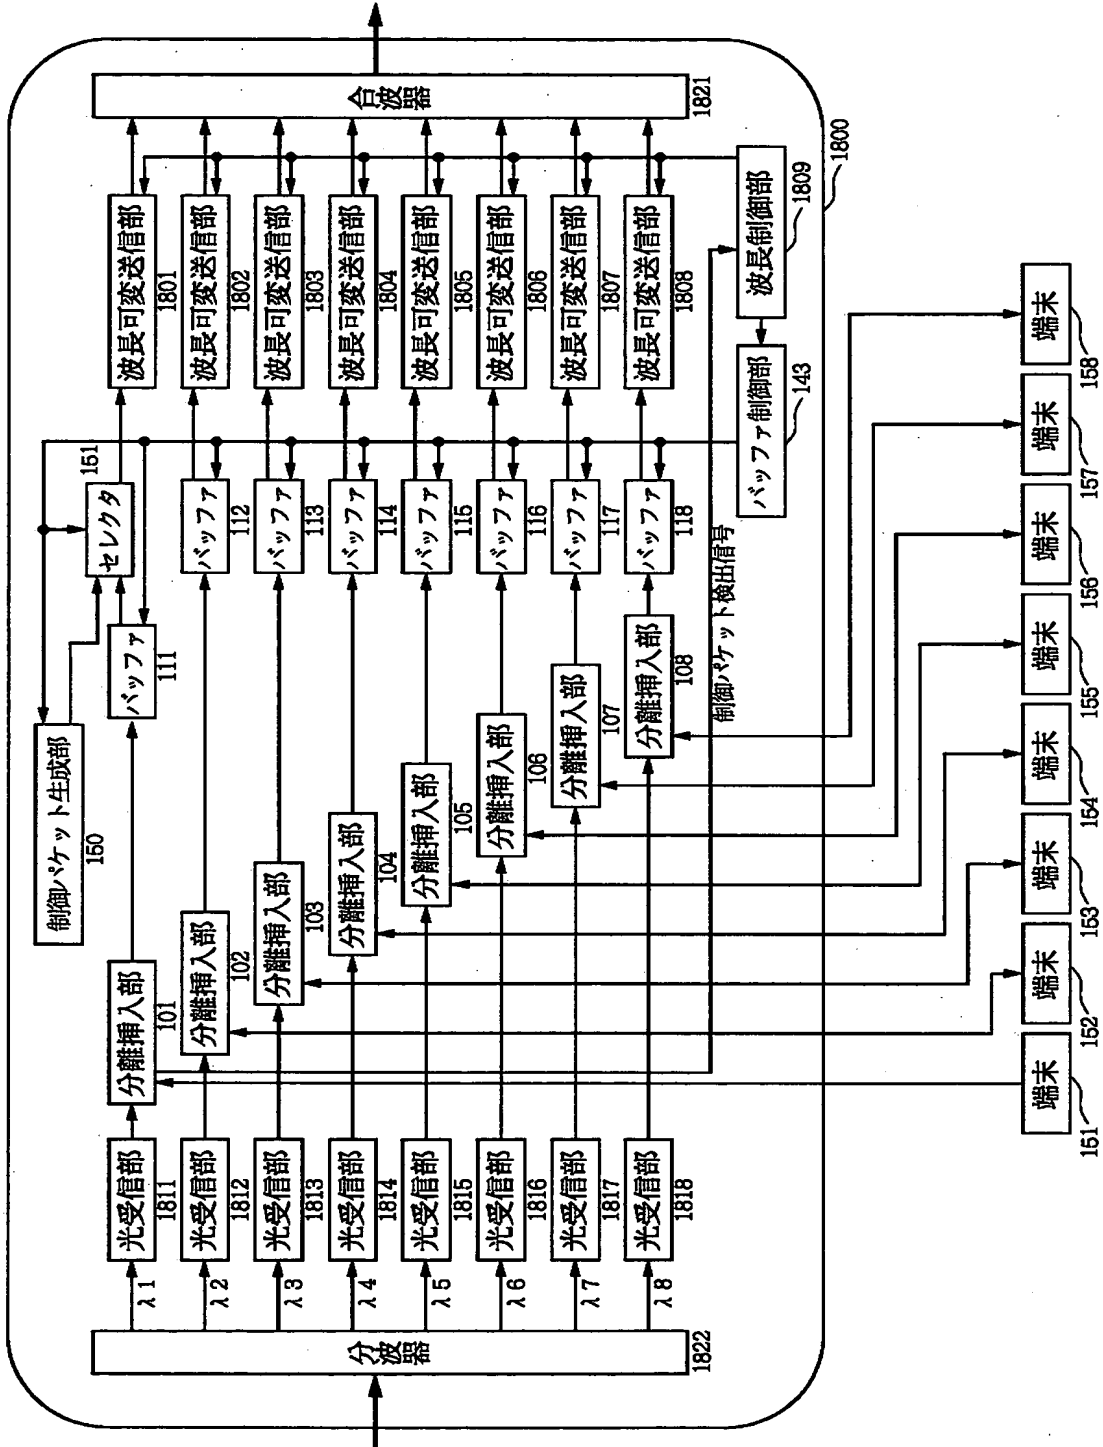 分波器
1822
λ1
λ2
λ3
λ4
λ5
λ6
λ7
λ8
光受信部
1811
光受信部
1812
光受信部
1813
光受信部
1814
光受信部
1815
光受信部
1816
光受信部
1817
光受信部
1818
分離挿入部
101
分離挿入部
102
分離挿入部
103
分離挿入部
104
分離挿入部
105
分離挿入部
106
分離挿入部
107
分離挿入部
108
制御パケット生成部
150
バッファ
111
セレクタ
151
バッファ
112
バッファ
113
バッファ
114
バッファ
115
バッファ
116
バッファ
117
バッファ
118
制御パケット検出信号
波長可変送信部
1801
波長可変送信部
1802
波長可変送信部
1803
波長可変送信部
1804
波長可変送信部
1805
波長可変送信部
1806
波長可変送信部
1807
波長可変送信部
1808
バッファ制御部
143
波長制御部
1809
合波器
1821
1800
端末
151
端末
152
端末
153
端末
154
端末
155
端末
156
端末
157
端末
158